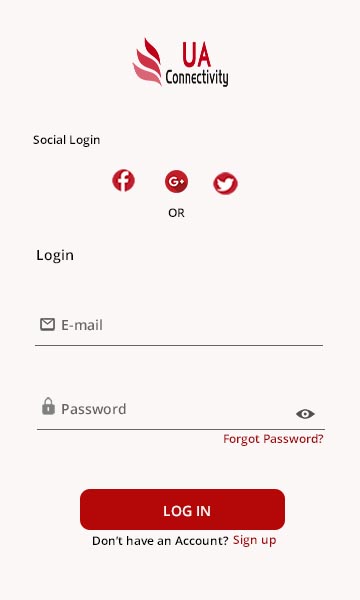 UA
Connectivity
Social Login
OR
Login
E-mail
Password
Forgot Password?
LOG IN
Don't have an Account? Sign up